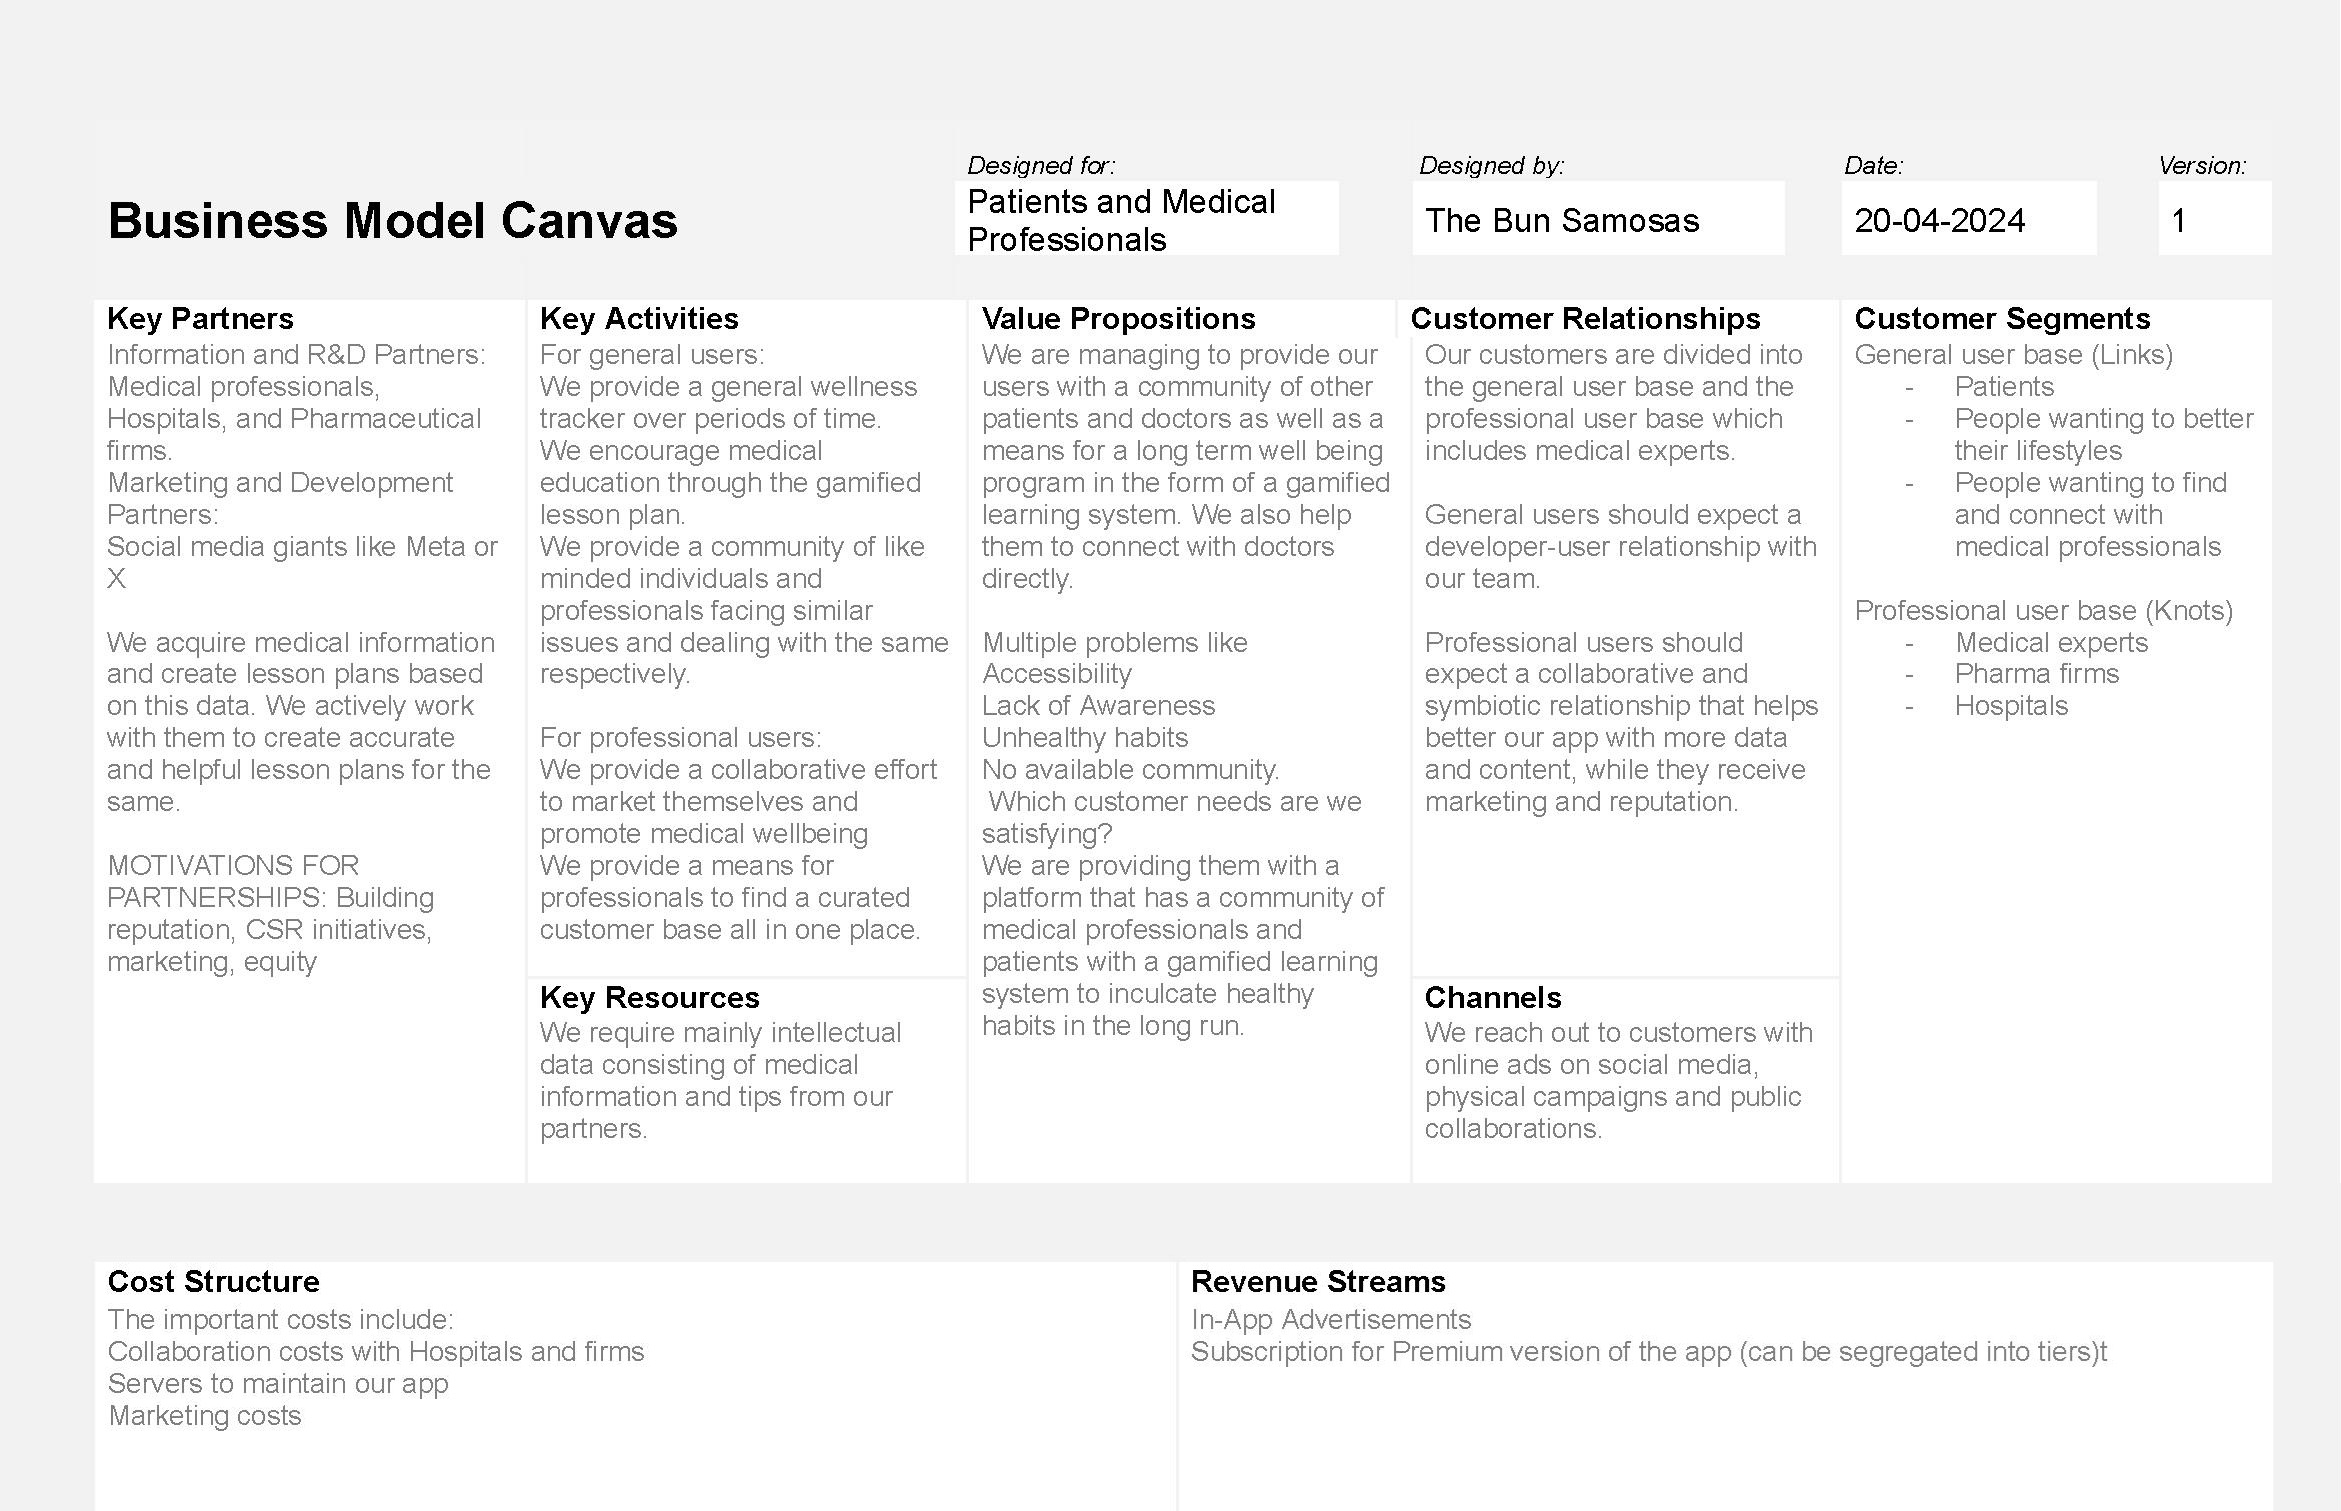 Business Model Canvas
Designed for:
Patients and Medical
Professionals
Designed by:
The Bun Samosas
Date:
20-04-2024
Version:
1
Key Partners
Information and R&D Partners:
Medical professionals,
Hospitals, and Pharmaceutical
firms.
Marketing and Development
Partners:
Social media giants like Meta or
X
We acquire medical information
and create lesson plans based
on this data. We actively work
with them to create accurate
and helpful lesson plans for the
same.
MOTIVATIONS FOR
PARTNERSHIPS: Building
reputation, CSR initiatives,
marketing, equity
Key Activities
For general users:
We provide a general wellness
tracker over periods of time.
We encourage medical
education through the gamified
lesson plan.
We provide a community of like
minded individuals and
professionals facing similar
issues and dealing with the same
respectively.
For professional users:
We provide a collaborative effort
to market themselves and
promote medical wellbeing
We provide a means for
professionals to find a curated
customer base all in one place.
Key Resources
We require mainly intellectual
data consisting of medical
information and tips from our
partners.
Value Propositions
We are managing to provide our
users with a community of other
patients and doctors as well as a
means for a long term well being
program in the form of a gamified
learning system. We also help
them to connect with doctors
directly.
Multiple problems like
Accessibility
Lack of Awareness
Unhealthy habits
No available community.
Which customer needs are we
satisfying?
We are providing them with a
platform that has a community of
medical professionals and
patients with a gamified learning
system to inculcate healthy
habits in the long run.
Customer Relationships
Our customers are divided into
the general user base and the
professional user base which
includes medical experts.
General users should expect a
developer-user relationship with
our team.
Professional users should
expect a collaborative and
symbiotic relationship that helps
better our app with more data
and content, while they receive
marketing and reputation.
Channels
We reach out to customers with
online ads on social media,
physical campaigns and public
collaborations.
Customer Segments
General user base (Links)
- Patients
- People wanting to better
their lifestyles
- People wanting to find
and connect with
medical professionals
Professional user base (Knots)
- Medical experts
- Pharma firms
- Hospitals
Cost Structure
The important costs include:
Collaboration costs with Hospitals and firms
Servers to maintain our app
Marketing costs
Revenue Streams
In-App Advertisements
Subscription for Premium version of the app (can be segregated into tiers)t